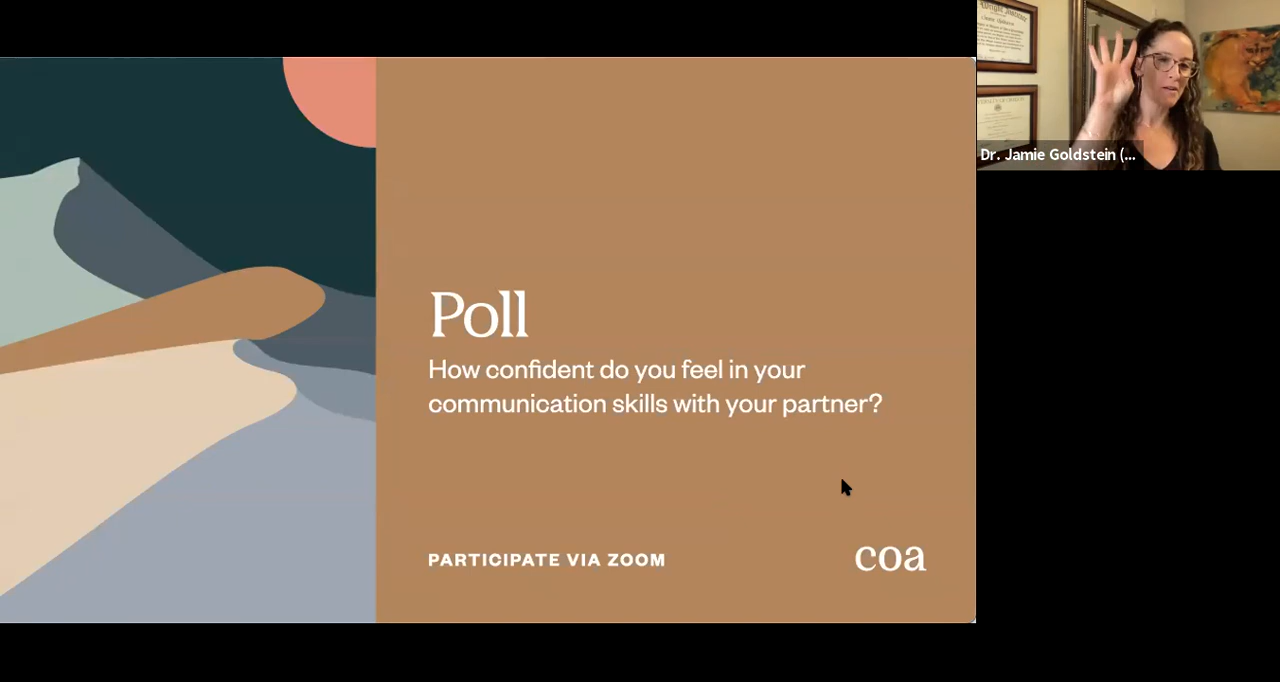 Poll
How confident do you feel in your
communication skills with your partner?
PARTICIPATE VIA ZOOM
coa
Dr. Jamie Goldstein (...